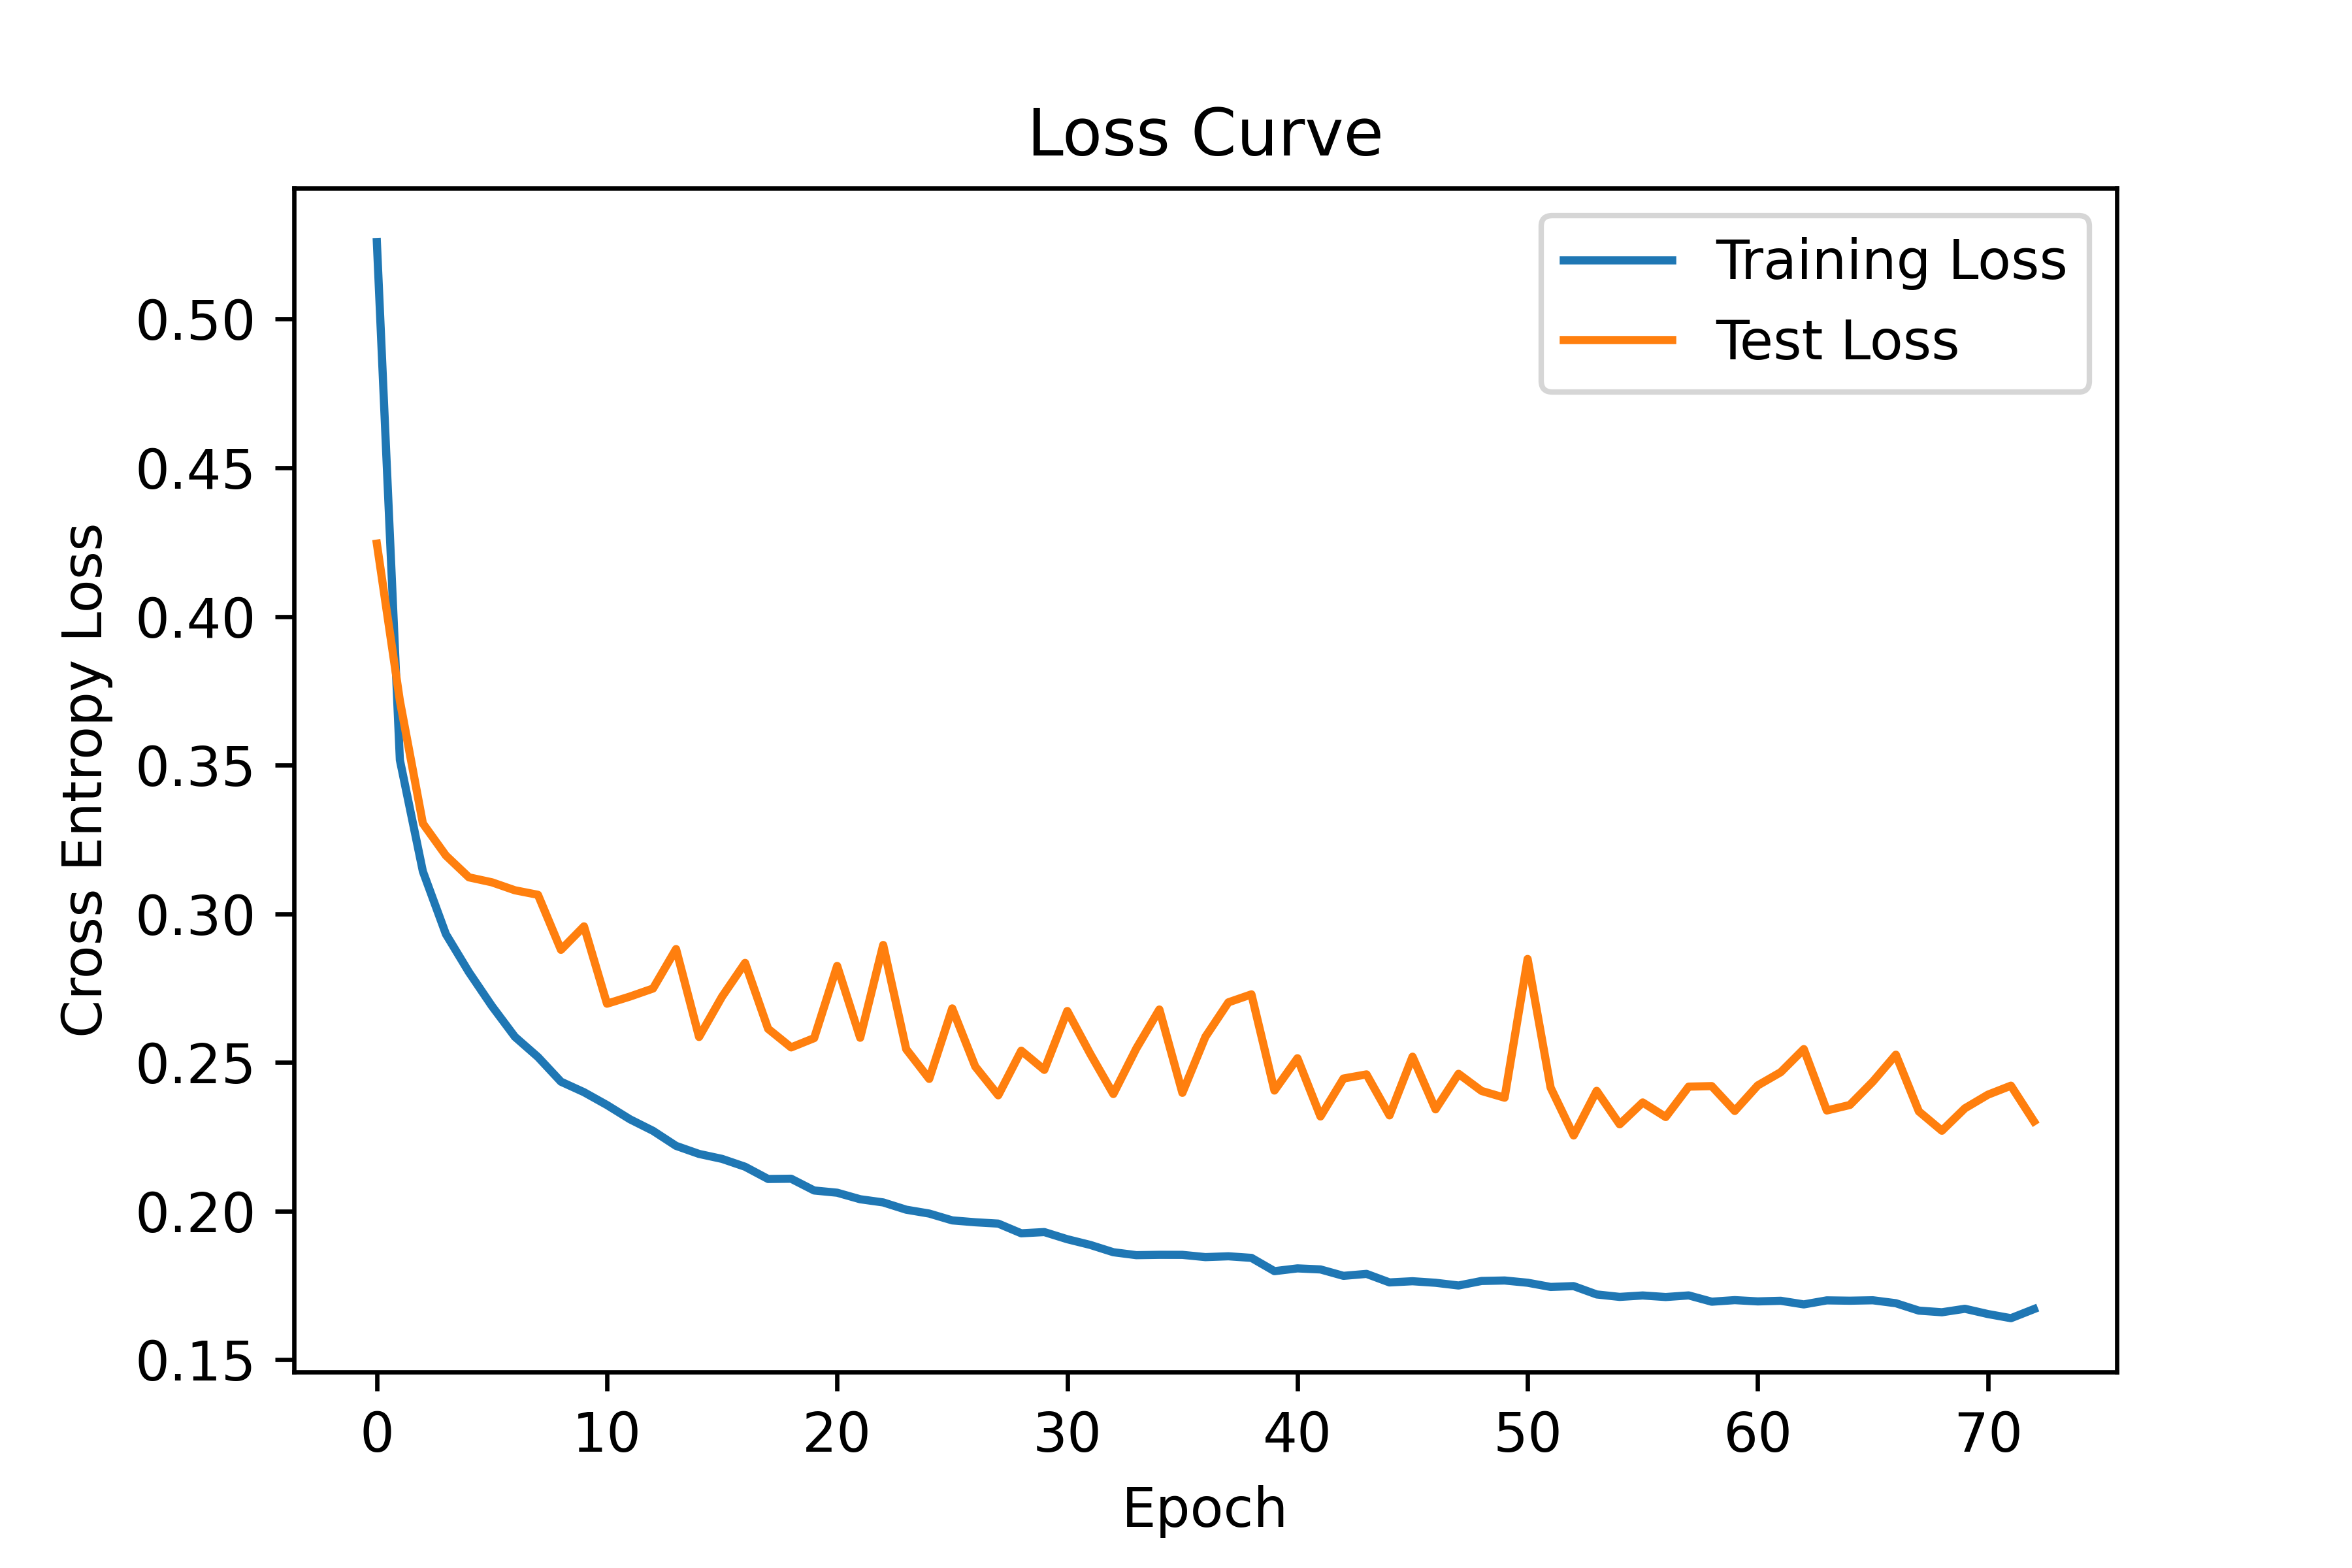 Loss Curve
Training Loss
Test Loss
Cross Entropy Loss
0.50
0.45
0.40
0.35
0.30
0.25
0.20
0.15
0 10 20 30 40 50 60 70
Epoch